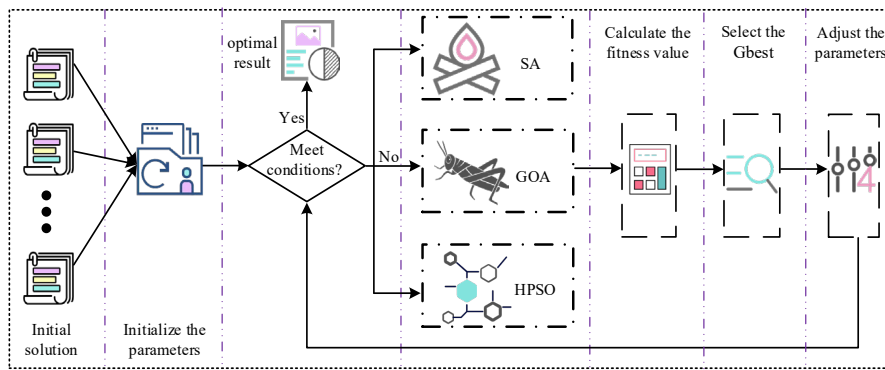 Initial
solution
Initialize the
parameters
optimal
result
Yes
Meet
conditions?
No
SA
GOA
HPSO
Calculate the
fitness value
Select the
Gbest
Adjust the
parameters
4